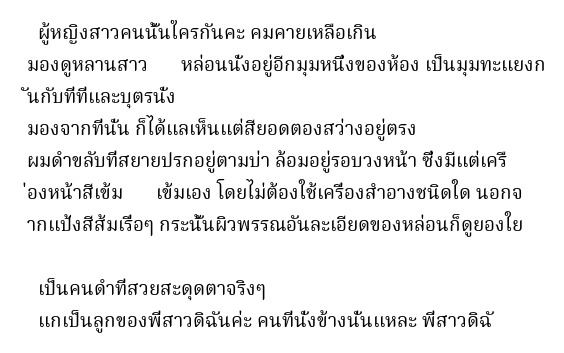 ผู้หญิงสาวคนนั้นใครกันคะ คมคายเหลือเกิน
มองดูหลานสาว หล่อนนั่งอยู่อีกมุมหนึ่งของห้อง เป็นมุมทะแยงก
ันกับที่ที่และบุตรนั่ง
มองจากที่นั่น ก็ได้แลเห็นแต่สียอดตองสว่างอยู่ตรง
ผมดำขลับที่สยายปรกอยู่ตามบ่า ล้อมอยู่รอบวงหน้า ซึ่งมีแต่เครื
่องหน้าสีเข้ม เข้มเอง โดยไม่ต้องใช้เครื่องสำอางชนิดใด นอกจ
ากแป้งสีส้มเรื่อๆ กระนั้นผิวพรรณอันละเอียดของหล่อนก็ดูยองใย
เป็นคนดำที่สวยสะดุดตาจริงๆ
แกเป็นลูกของพี่สาวดิฉันค่ะ คนที่นั่งข้างนั้นแหละ พี่สาวดิฉั